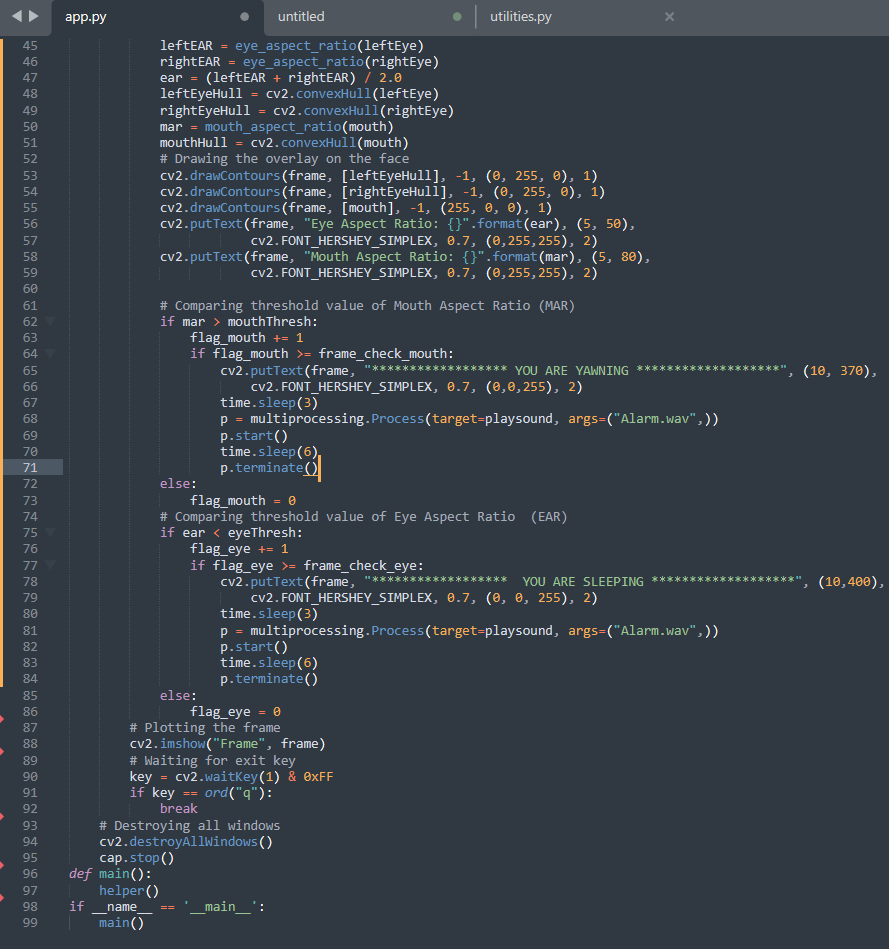 app.py
untitled
utilities.py
45 leftEAR = eye_aspect_ratio(leftEye)
46 rightEAR = eye_aspect_ratio(rightEye)
47 ear = (leftEAR + rightEAR) / 2.0
48 leftEyeHull = cv2.convexHull(leftEye)
49 rightEyeHull = cv2.convexHull(rightEye)
50 mar = mouth_aspect_ratio(mouth)
51 mouthHull = cv2.convexHull(mouth)
52 # Drawing the overlay on the face
53 cv2.drawContours(frame, [leftEyeHull], -1, (0, 255, 0), 1)
54 cv2.drawContours(frame, [rightEyeHull], -1, (0, 255, 0), 1)
55 cv2.drawContours(frame, [mouth], -1, (255, 0, 0), 1)
56 cv2.putText(frame, "Eye Aspect Ratio: {}".format(ear), (5, 50),
57 cv2.FONT_HERSHEY_SIMPLEX, 0.7, (0,255,255), 2)
58 cv2.putText(frame, "Mouth Aspect Ratio: {}".format(mar), (5, 80),
59 cv2.FONT_HERSHEY_SIMPLEX, 0.7, (0,255,255), 2)
60
61 # Comparing threshold value of Mouth Aspect Ratio (MAR)
62 if mar > mouthThresh:
63 flag_mouth += 1
64 if flag_mouth >= frame_check_mouth:
65 cv2.putText(frame, "****************** YOU ARE YAWNING *******************", (10, 370),
66 cv2.FONT_HERSHEY_SIMPLEX, 0.7, (0,0,255), 2)
67 time.sleep(3)
68 p = multiprocessing.Process(target=playsound, args=("Alarm.wav",))
69 p.start()
70 time.sleep(6)
71 p.terminate()
72 else:
73 flag_mouth = 0
74 # Comparing threshold value of Eye Aspect Ratio  (EAR)
75 if ear < eyeThresh:
76 flag_eye += 1
77 if flag_eye >= frame_check_eye:
78 cv2.putText(frame, "******************  YOU ARE SLEEPING *******************", (10,400),
79 cv2.FONT_HERSHEY_SIMPLEX, 0.7, (0, 0, 255), 2)
80 time.sleep(3)
81 p = multiprocessing.Process(target=playsound, args=("Alarm.wav",))
82 p.start()
83 time.sleep(6)
84 p.terminate()
85 else:
86 flag_eye = 0
87 # Plotting the frame
88 cv2.imshow("Frame", frame)
89 # Waiting for exit key
90 key = cv2.waitKey(1) & 0xFF
91 if key == ord("q"):
92 break
93 # Destroying all windows
94 cv2.destroyAllWindows()
95 cap.stop()
96 def main():
97 helper()
98 if __name__ == '__main__':
99 main()